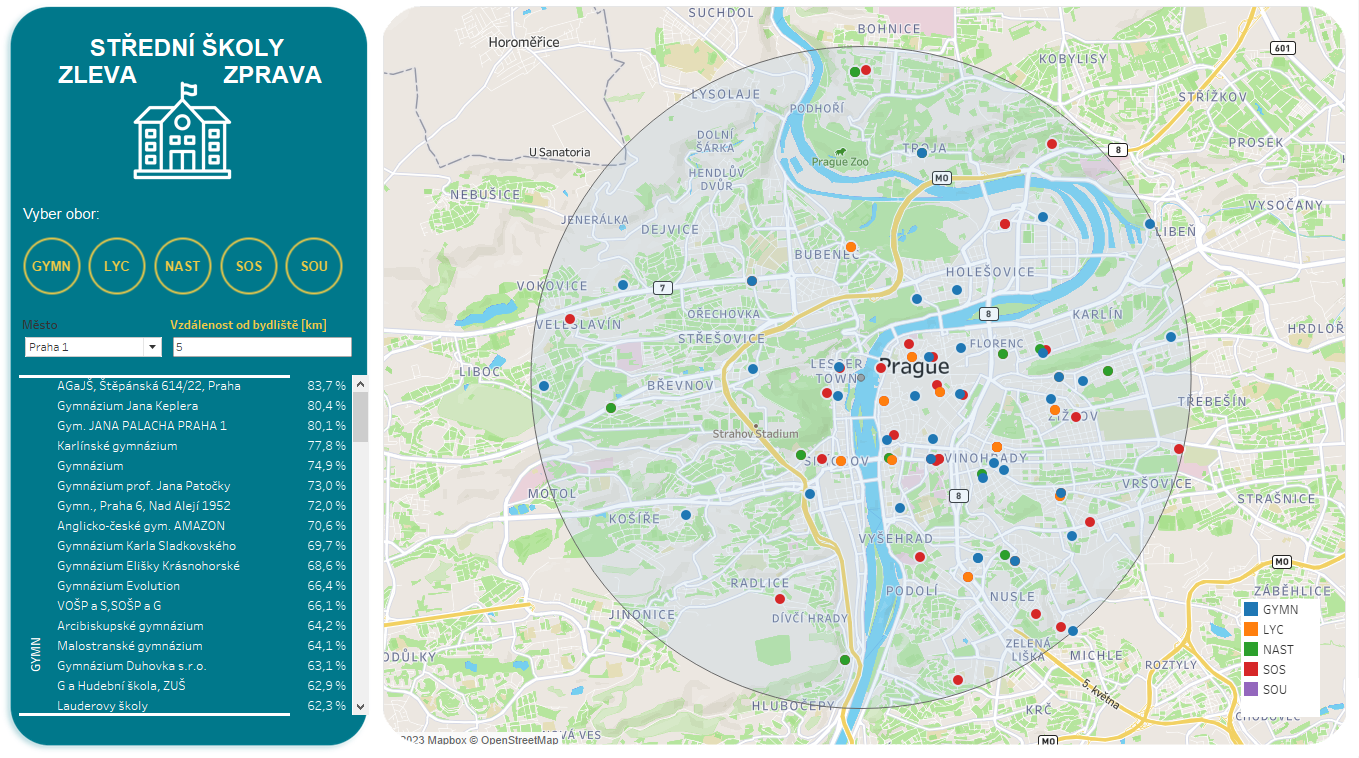 STŘEDNÍ ŠKOLY
ZLEVA ZPRAVA
Vyber obor:
GYMN LYC NAST SOS SOU
Město Vzdálenost od bydliště [km]
Praha 1 5
AGaJŠ, Štěpánská 614/22, Praha 83,7 %
Gymnázium Jana Keplera 80,4 %
Gym. JANA PALACHA PRAHA 1 80,1 %
Karlínské gymnázium 77,8 %
Gymnázium 74,9 %
Gymnázium prof. Jana Patočky 73,0 %
Gymn., Praha 6, Nad Alejí 1952 72,0 %
Anglicko-české gym. AMAZON 70,6 %
Gymnázium Karla Sladkovského 69,7 %
Gymnázium Elišky Krásnohorské 68,6 %
Gymnázium Evolution 66,4 %
VOŠP a S,SOŠP a G 66,1 %
Arcibiskupské gymnázium 64,2 %
Malostranské gymnázium 64,1 %
Gymnázium Duhovka s.r.o. 63,1 %
G a Hudební škola, ZUŠ 62,9 %
Lauderovy školy 62,3 %
GYMN
SUCHDOL
BOHNICE
Horoměřice
601
KOBYLISY
LYSOLAJE
STŘÍŽKOV
PODHOŘÍ
DOLNÍ
ŠÁRKA
PROSEK
U Sanatoria
TROJA
8
Prague Zoo
HENDLŮV
DVŮR
M0
NEBUŠICE
VYSOČANY
JENERÁLKA
DEJVICE
LIBEŇ
BUBENEČ
HOLEŠOVICE
VOKOVICE
7
OŘECHOVKA
8
KARLÍN
VELESLAVÍN
HRDLOŘ
STŘEŠOVICE
FLORENC
LESSER
TOWN
Prague
LIBOC
BŘEVNOV
TŘEBEŠÍN
ŽIŽKOV
Strahov Stadium
SMÍCHOV
VINOHRADY
MOTOL
8
VRŠOVICE
STRAŠNICE
KOŠÍŘE
VYŠEHRAD
M0
RADLICE
PODOLÍ
NUSLE
ZÁBĚHLICE
JINONICE
DÍVČÍ HRADY
ZELENÁ
LIŠKA
MICHLE
ODŮLKY
ROZTYLY
5. května
HLUBOČEPY
KRČ
CHODOVEC
NOVÁ VES
M0
2023 Mapbox © OpenStreetMap
GYMN
LYC
NAST
SOS
SOU